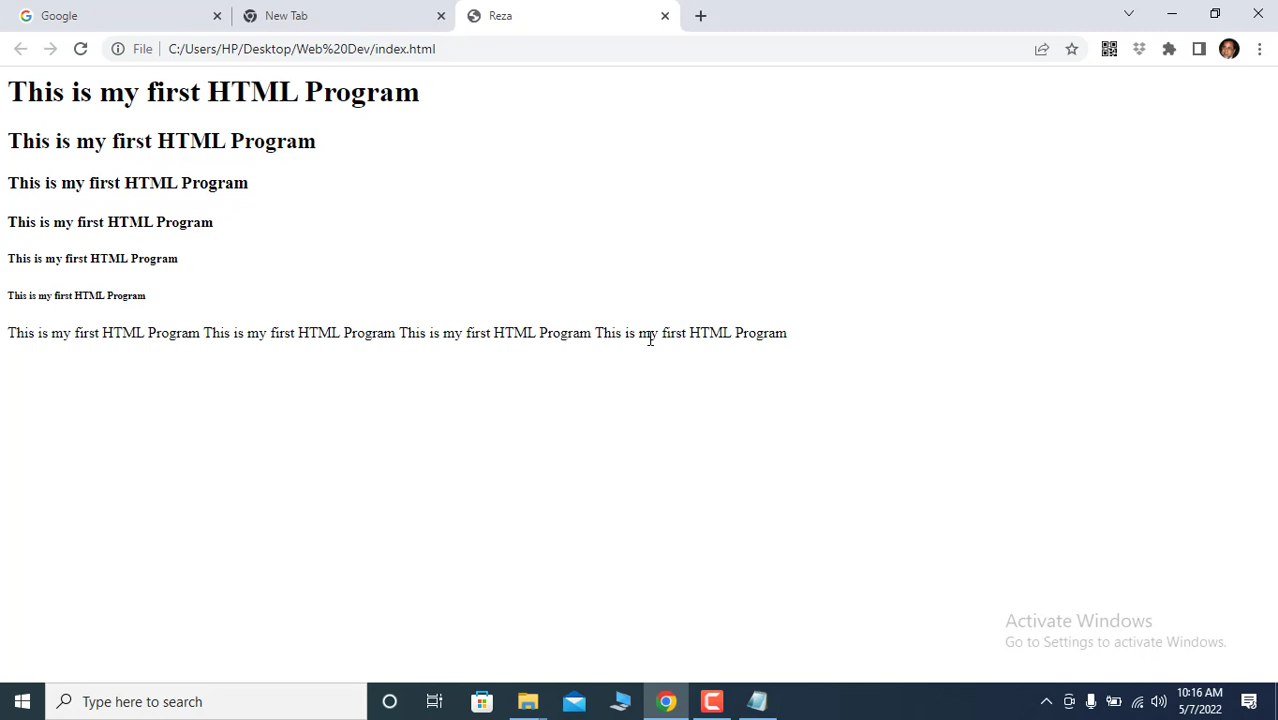 Google
New Tab
Reza
File
C:/Users/HP/Desktop/Web%20Dev/index.html
This is my first HTML Program
This is my first HTML Program
This is my first HTML Program
This is my first HTML Program
This is my first HTML Program
This is my first HTML Program
This is my first HTML Program This is my first HTML Program This is my first HTML Program This is my first HTML Program
Activate Windows
Go to Settings to activate Windows.
Type here to search
10:16 AM
5/7/2022